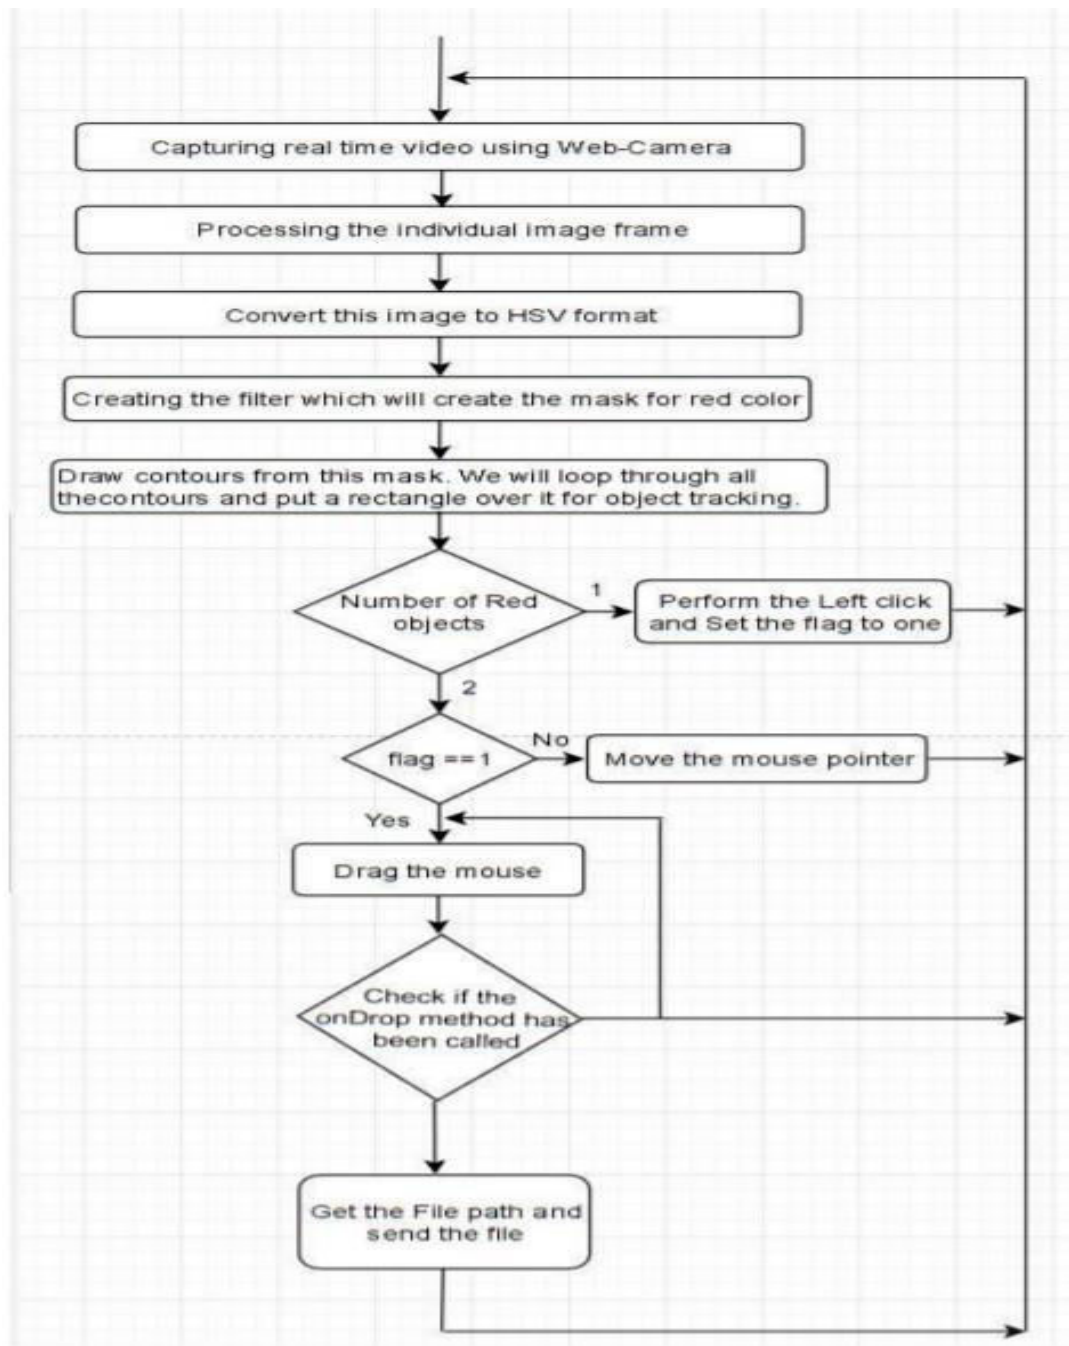 Capturing real time video using Web-Camera
Processing the individual image frame
Convert this image to HSV format
Creating the filter which will create the mask for red color
Draw contours from this mask. We will loop through all
thecontours and put a rectangle over it for object tracking.
Number of Red
objects
1
Perform the Left click
and Set the flag to one
2
flag ==1
No
Move the mouse pointer
Yes
Drag the mouse
Check if the
onDrop method has
been called
Get the File path and
send the file